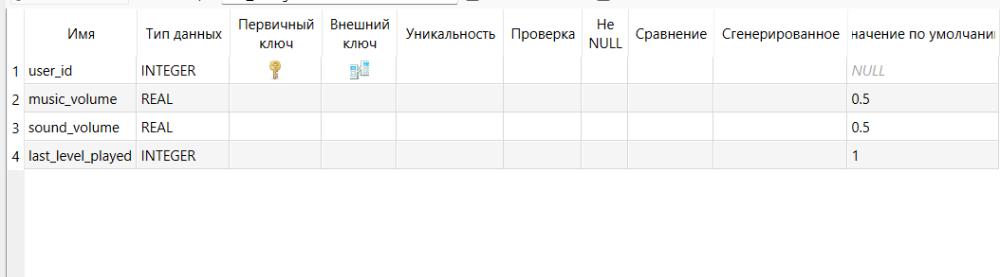 Имя Тип данных Первичный ключ Внешний ключ Уникальность Проверка Не NULL Сравнение Сгенерированное начение по умолчани
1 user_id INTEGER NULL
2 music_volume REAL 0.5
3 sound_volume REAL 0.5
4 last_level_played INTEGER 1